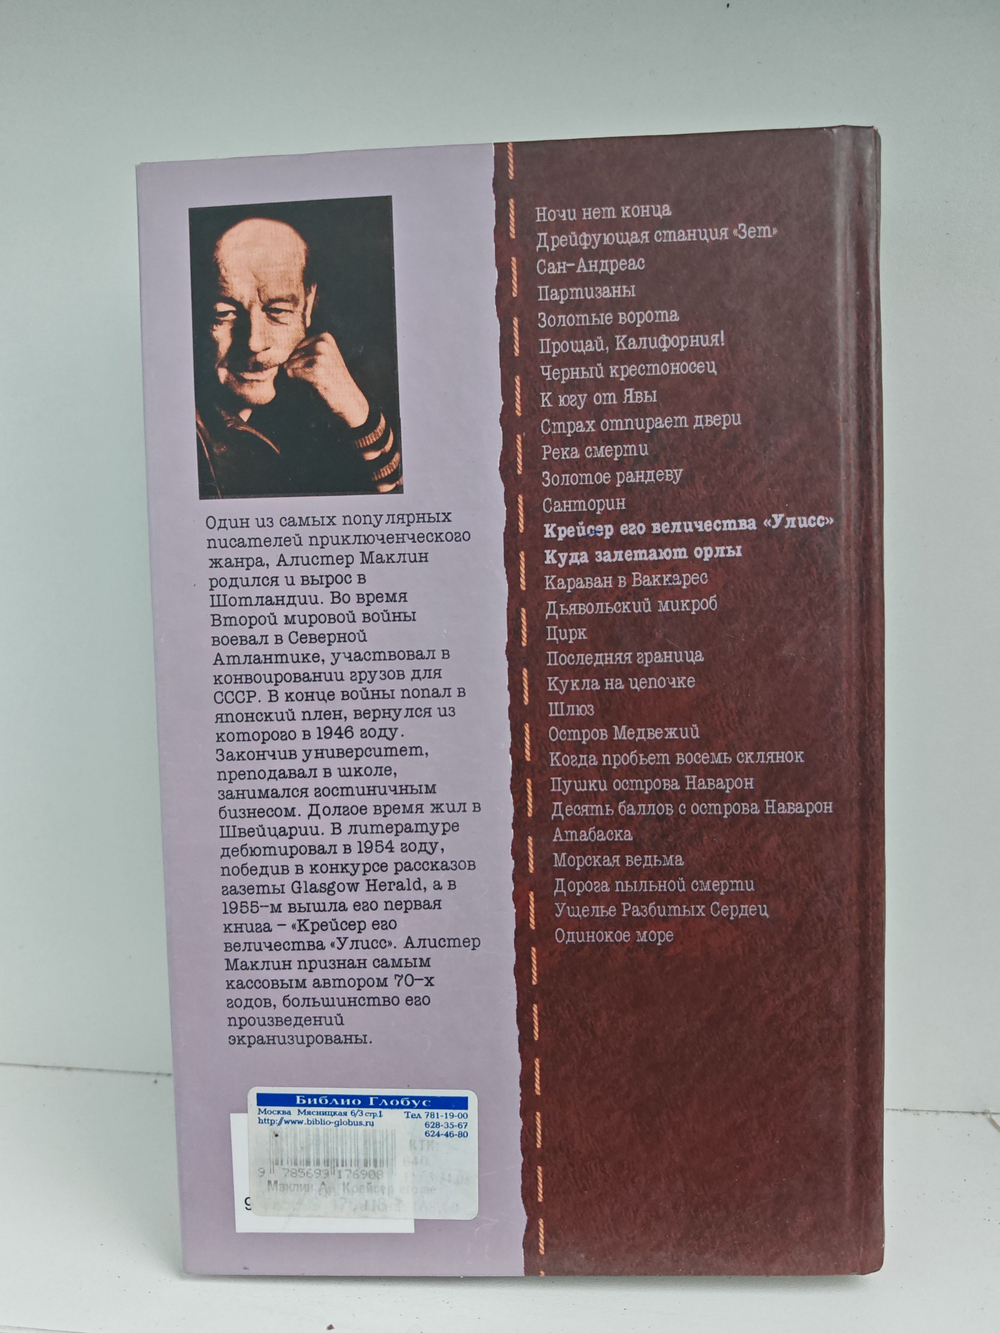 Один из самых популярных
писателей приключенческого
жанра, Алистер Маклин
родился и вырос в
Шотландии. Во время
Второй мировой войны
воевал в Северной
Атлантике, участвовал в
конвоировании грузов для
СССР. В конце войны попал в
японский плен, вернулся из
которого в 1946 году.
Закончив университет,
преподавал в школе,
занимался гостиничным
бизнесом. Долгое время жил в
Швейцарии. В литературе
дебютировал в 1954 году,
победив в конкурсе рассказов
газеты Glasgow Herald, а в
1955-м вышла его первая
книга – «Крейсер его
величества «Улисс». Алистер
Маклин признан самым
кассовым автором 70-х
годов, большинство его
произведений
экранизированы.
Библио Глобус
Москва Мясницкая 6/3 стр.1 Тел 781-19-00
http://www.biblio-globus.ru 628-35-67
624-46-80
9 785699 176908
Маклин А. Крейсер
Ночи нет конца
Дрейфующая станция «Зет»
Сан-Андреас
Партизаны
Золотые ворота
Прощай, Калифорния!
Черный крестоносец
К югу от Явы
Страх отпирает двери
Река смерти
Золотое рандеву
Санторин
Крейсер его величества «Улисс»
Куда залетают орлы
Караван в Ваккарес
Дьявольский микроб
Цирк
Последняя граница
Кукла на цепочке
Шлюз
Остров Медвежий
Когда пробьет восемь склянок
Пушки острова Наварон
Десять баллов с острова Наварон
Атабаска
Морская ведьма
Дорога пыльной смерти
Ущелье Разбитых Сердец
Одинокое море